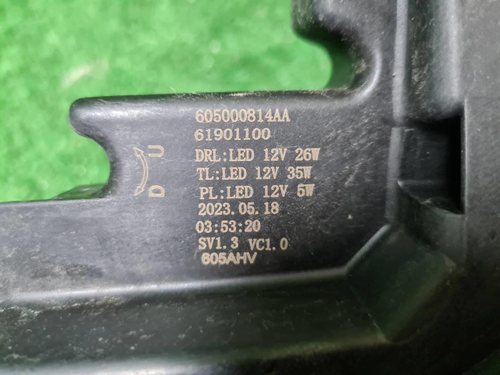 605000814AA
61901100
DRL:LED 12V 26W
TL:LED 12V 35W
PL:LED 12V 5W
2023.05.18
03:53:20
SV1.3 VC1.0
605AHV
D U